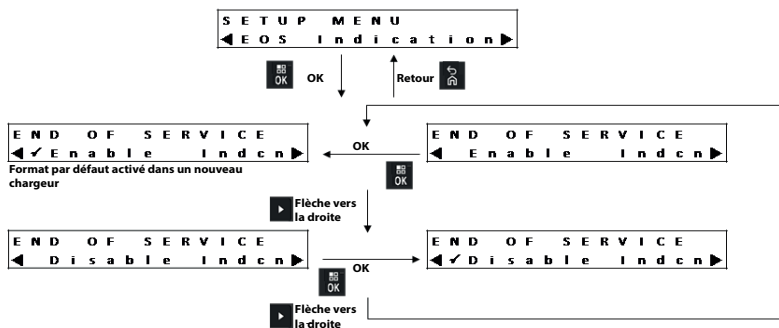 SETUP MENU
◀EOS Indication▶
OK
OK
Retour
END OF SERVICE
◀✓Enable Indcn▶
Format par défaut activé dans un nouveau
chargeur
OK
OK
END OF SERVICE
◀ Enable Indcn▶
Flèche vers
la droite
END OF SERVICE
◀ Disable Indcn▶
OK
OK
END OF SERVICE
◀✓Disable Indcn▶
Flèche vers
la droite